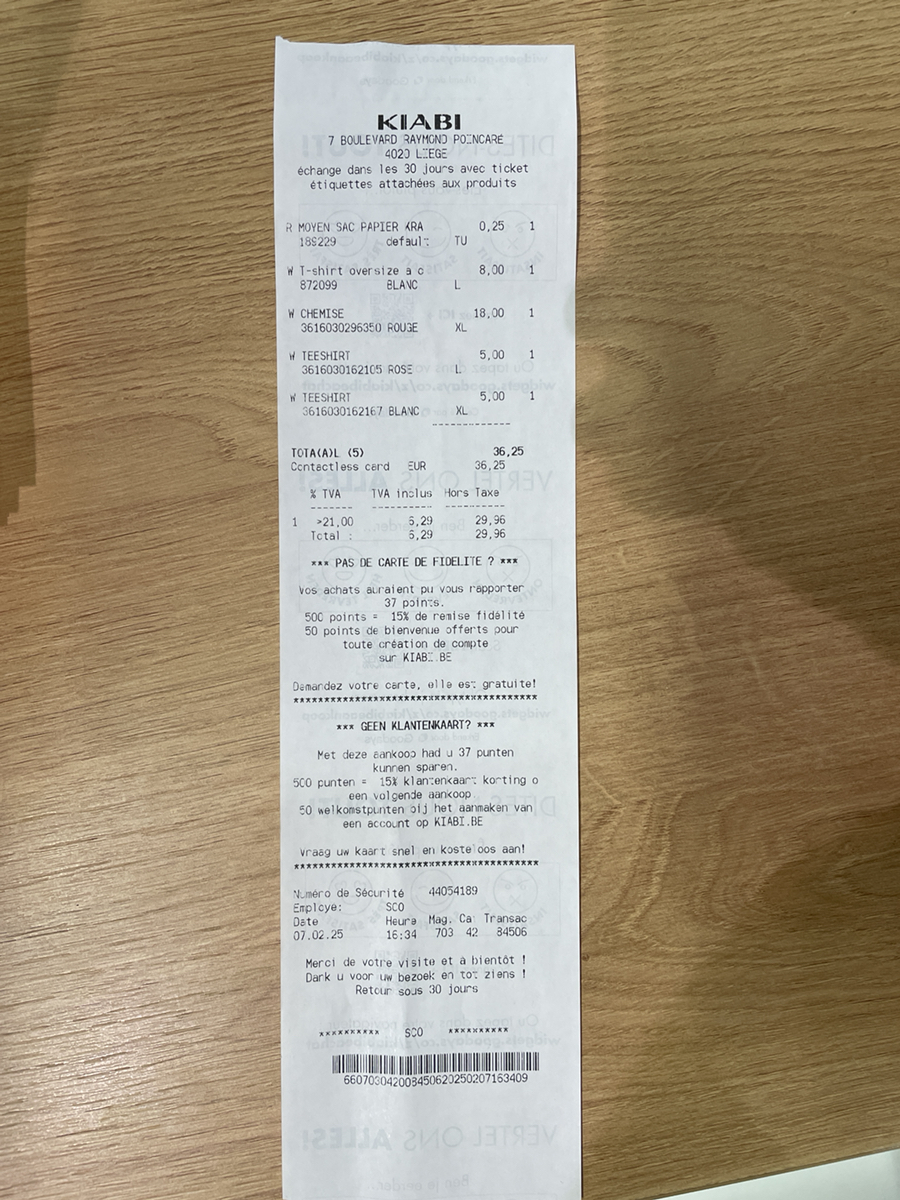 KIABI
7 BOULEVARD RAYMOND POINCARE
4020 LIEGE
échange dans les 30 jours avec ticket
étiquettes attachées aux produits
R MOYEN SAC PAPIER KRA 0,25 1
189229 default TU
W T-shirt oversize à c 8,00 1
872099 BLANC L
W CHEMISE 18,00 1
3616030296350 ROUGE XL
W TEESHIRT 5,00 1
3616030162105 ROSE L
W TEESHIRT 5,00 1
3616030162167 BLANC XL
------------
TOTA(A)L (5) 36,25
Contactless card EUR 36,25
% TVA TVA inclus Hors Taxe
------- ------------ -----------
1 >21,00 6,29 29,96
Total : 6,29 29,96
*** PAS DE CARTE DE FIDELITE ? ***
Vos achats auraient pu vous rapporter
37 points.
500 points = 15% de remise fidélité
50 points de bienvenue offerts pour
toute création de compte
sur KIABI.BE
Demandez votre carte, elle est gratuite!
****************************************
*** GEEN KLANTENKAART? ***
Met deze aankoop had u 37 punten
kunnen sparen.
500 punten = 15% klantenkaart korting o
een volgende aankoop.
50 welkomstpunten bij het aanmaken van
een account op KIABI.BE
Vraag uw kaart snel en kosteloos aan!
****************************************
Numéro de Sécurité 44054189
Employe: SCO
Date Heure Mag. Ca Transac
07.02.25 16:34 703 42 84506
Merci de votre visite et à bientôt !
Dank u voor uw bezoek en tot ziens !
Retour sous 30 jours
********** SCO **********
660703042008450620250207163409